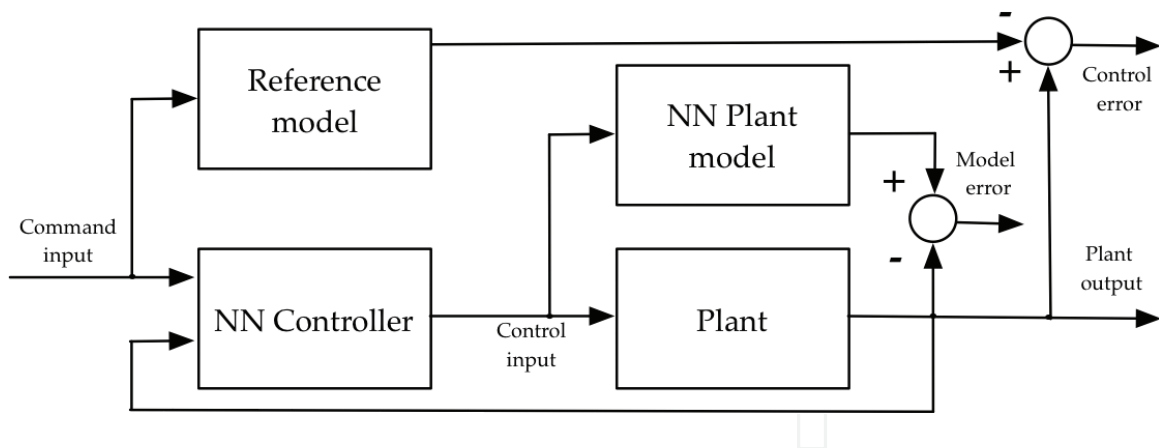 -
Reference
model
+
Control
error
NN Plant
model
+
Model
error
Command
input
-
Plant
output
NN Controller
Control
input
Plant